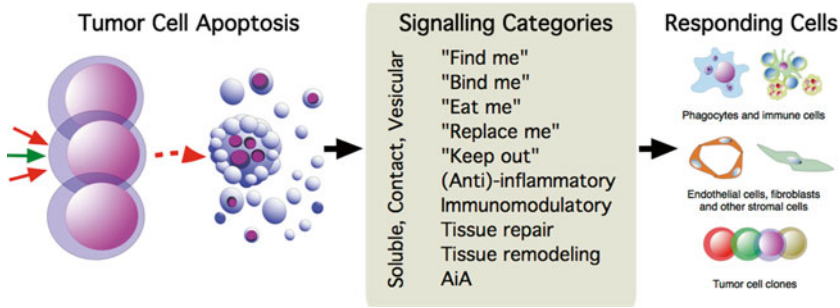 Tumor Cell Apoptosis
Signalling Categories
Responding Cells
Soluble, Contact, Vesicular
"Find me"
"Bind me"
"Eat me"
"Replace me"
"Keep out"
(Anti)-inflammatory
Immunomodulatory
Tissue repair
Tissue remodeling
AiA
Phagocytes and immune cells
Endothelial cells, fibroblasts
and other stromal cells
Tumor cell clones